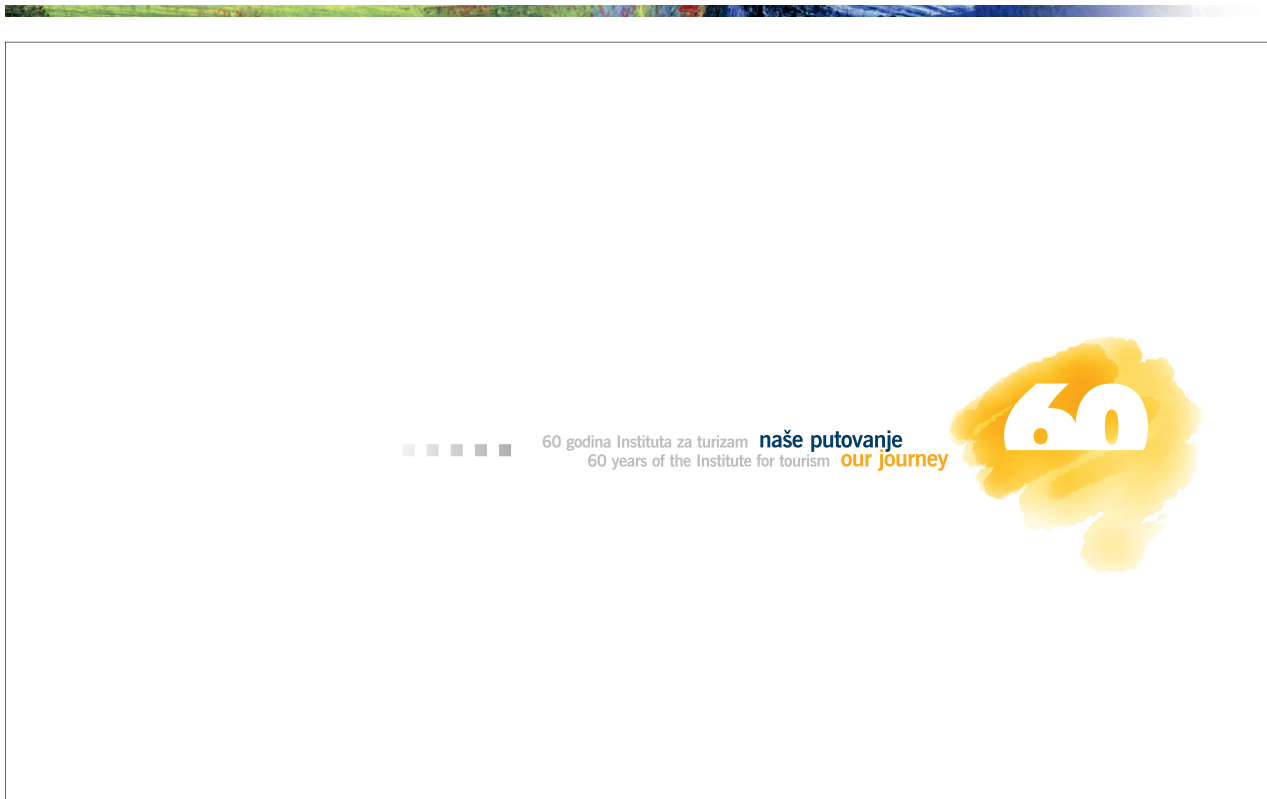 60 godina Instituta za turizam naše putovanje
60 years of the Institute for tourism our journey
60